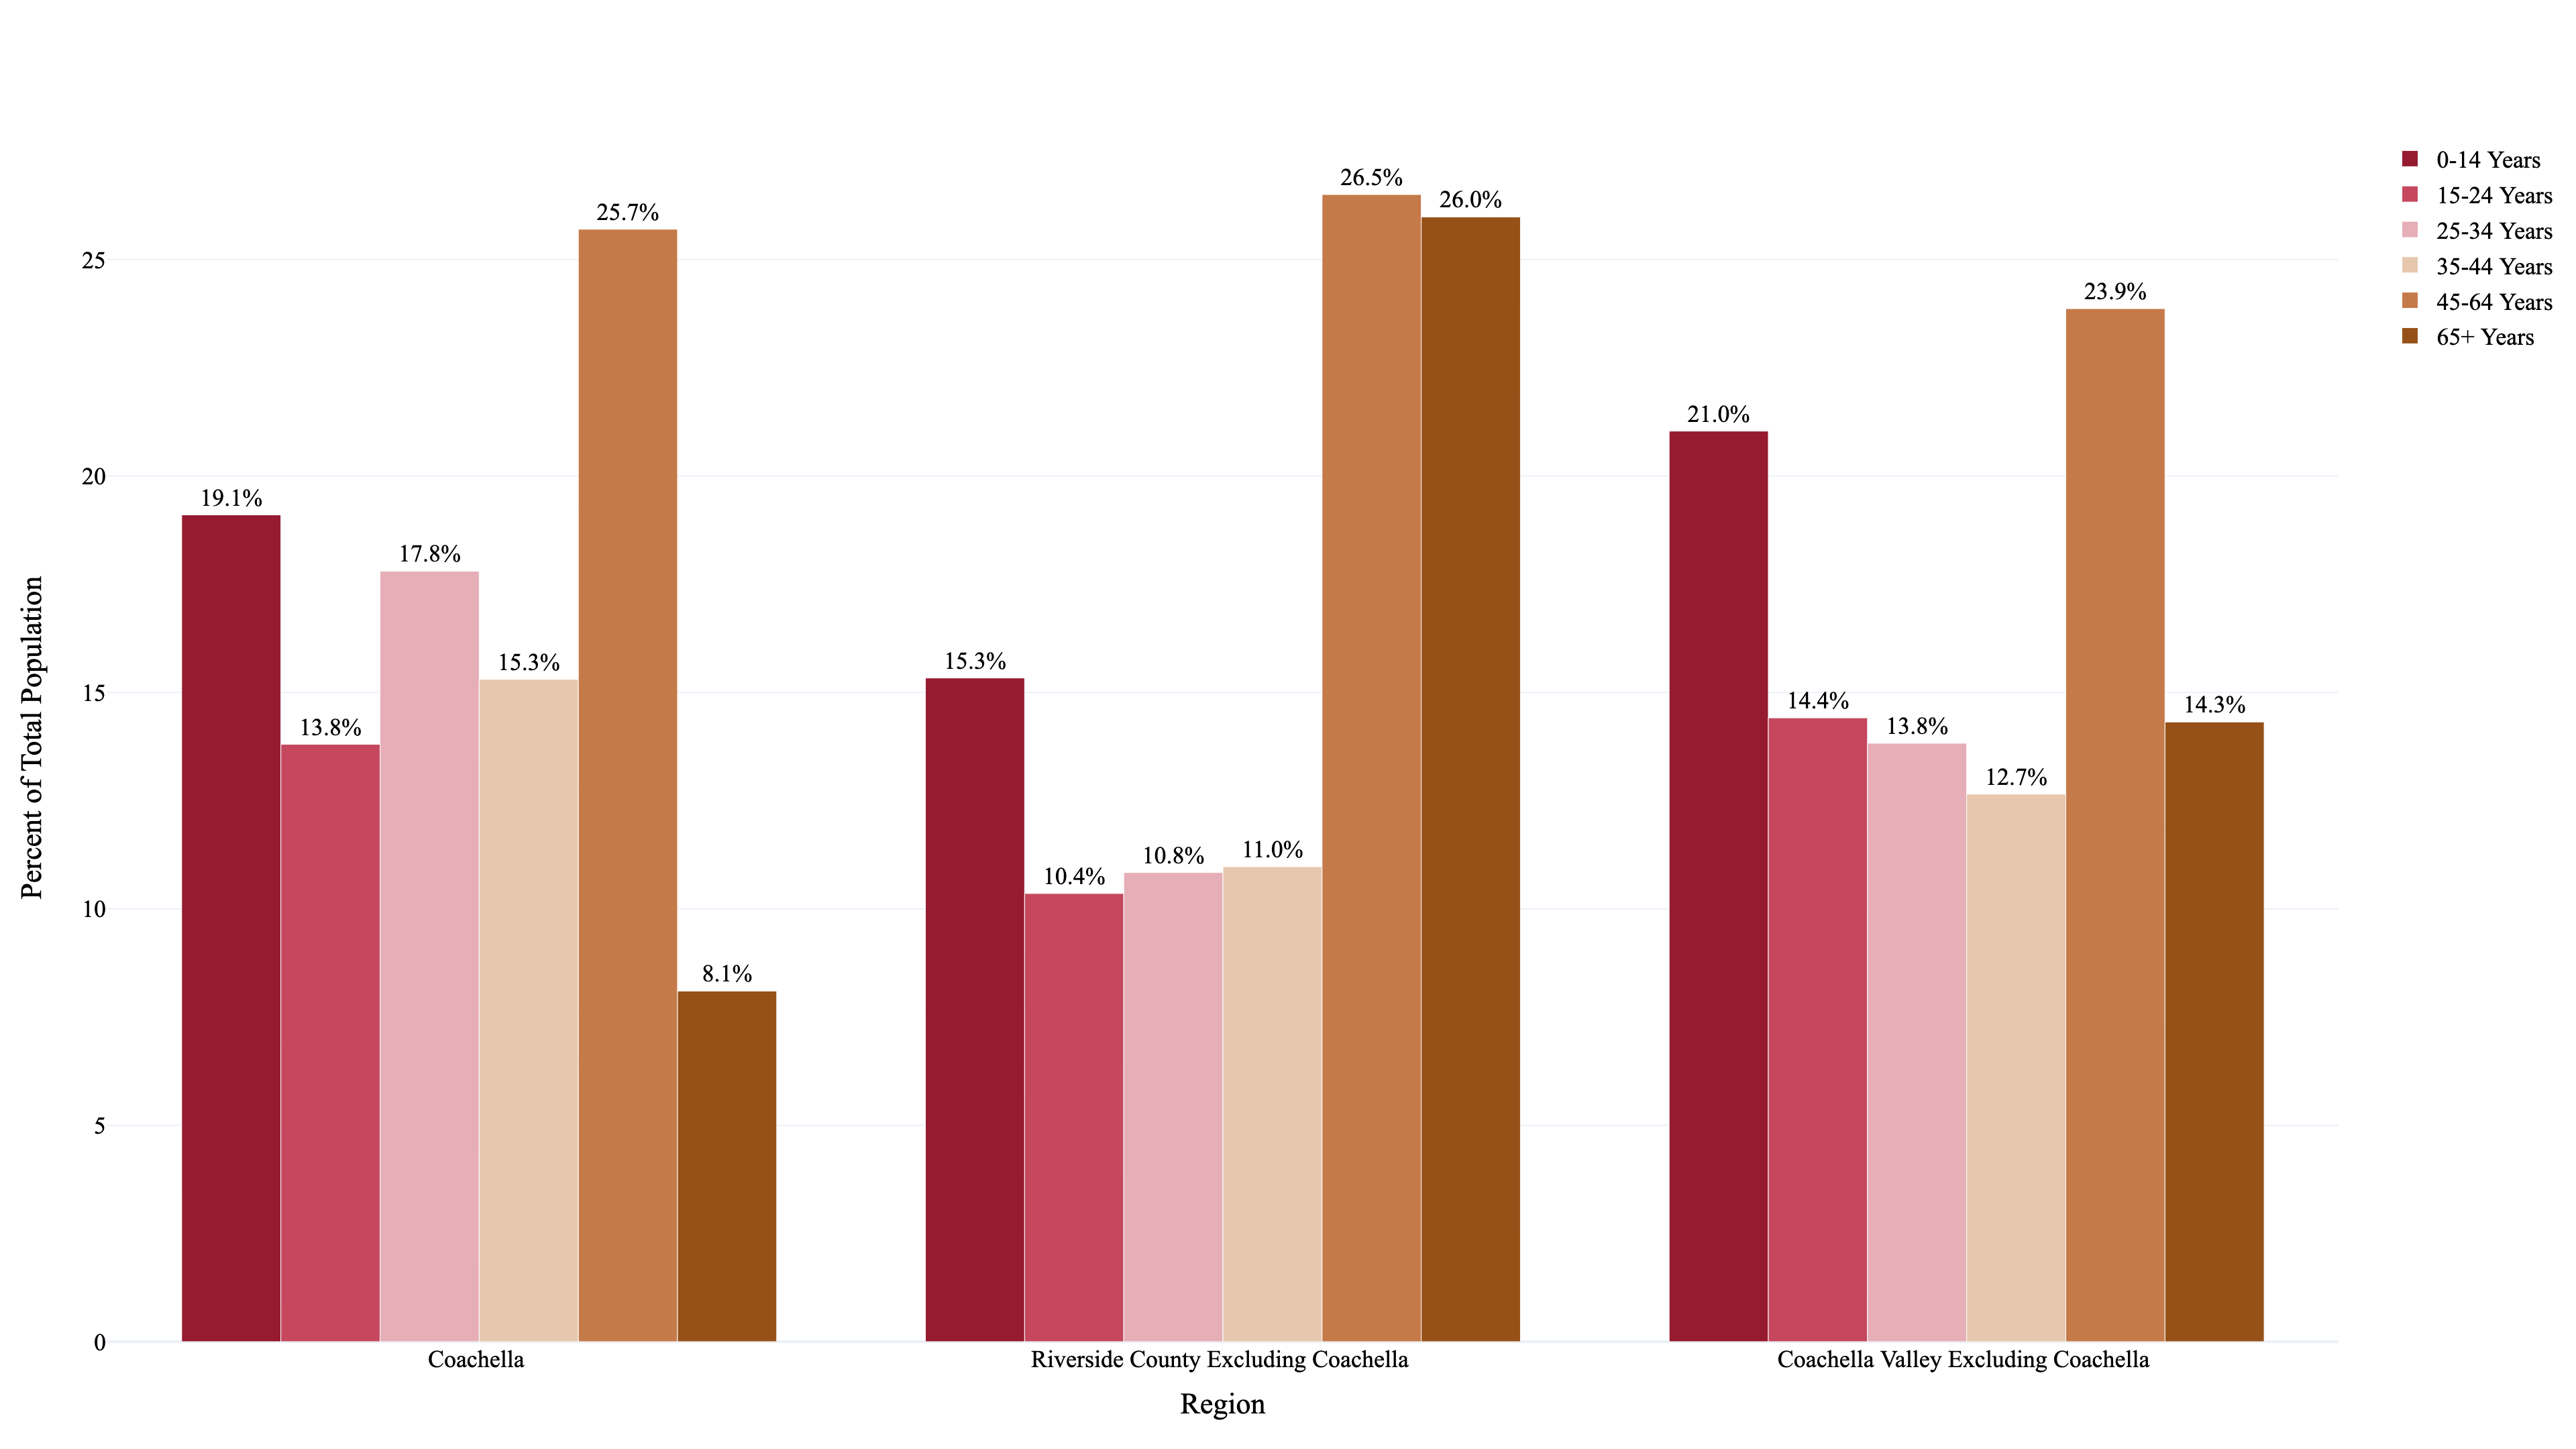 0-14 Years
15-24 Years
25-34 Years
35-44 Years
45-64 Years
65+ Years
Percent of Total Population
25
20
15
10
5
0
19.1%
13.8%
17.8%
15.3%
25.7%
8.1%
15.3%
10.4%
10.8%
11.0%
26.5%
26.0%
21.0%
14.4%
13.8%
12.7%
23.9%
14.3%
Coachella
Riverside County Excluding Coachella
Coachella Valley Excluding Coachella
Region